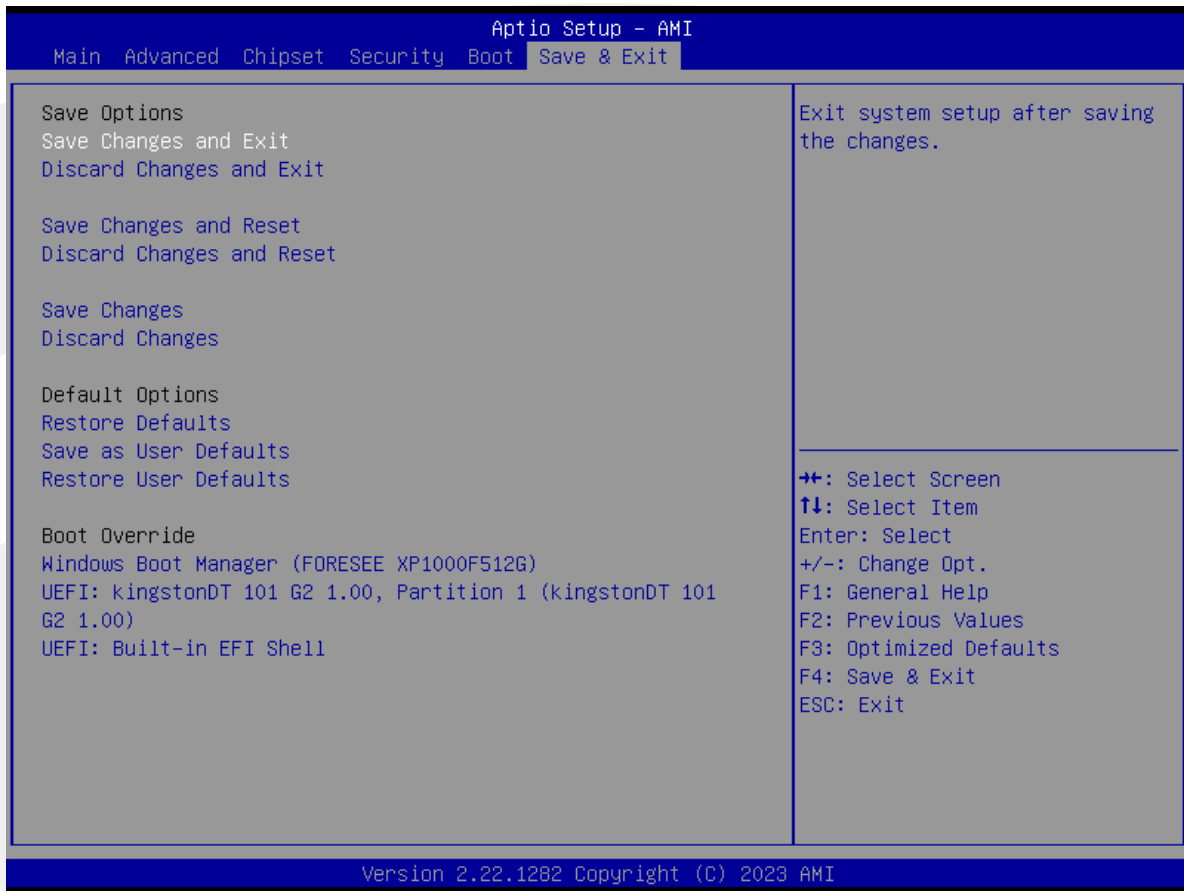 Aptio Setup – AMI
Main Advanced Chipset Security Boot Save & Exit
Save Options
Save Changes and Exit
Discard Changes and Exit
Save Changes and Reset
Discard Changes and Reset
Save Changes
Discard Changes
Default Options
Restore Defaults
Save as User Defaults
Restore User Defaults
Boot Override
Windows Boot Manager (FORESEE XP1000F512G)
UEFI: kingstonDT 101 G2 1.00, Partition 1 (kingstonDT 101
G2 1.00)
UEFI: Built-in EFI Shell
Exit system setup after saving
the changes.
→←: Select Screen
↑↓: Select Item
Enter: Select
+/-: Change Opt.
F1: General Help
F2: Previous Values
F3: Optimized Defaults
F4: Save & Exit
ESC: Exit
Version 2.22.1282 Copyright (C) 2023 AMI